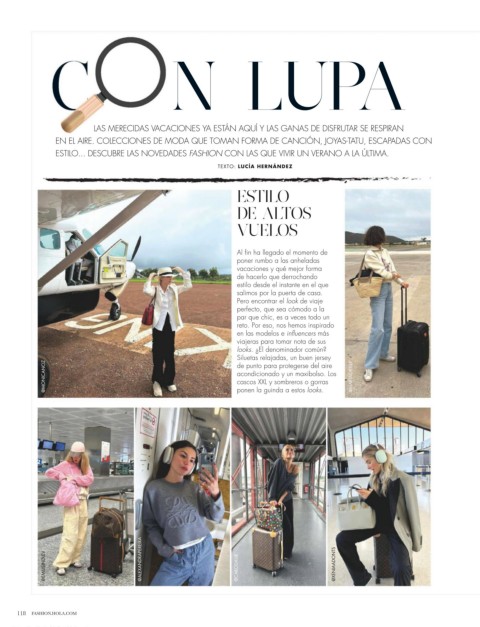 CON LUPA
LAS MERECIDAS VACACIONES YA ESTÁN AQUÍ Y LAS GANAS DE DISFRUTAR SE RESPIRAN
EN EL AIRE. COLECCIONES DE MODA QUE TOMAN FORMA DE CANCIÓN, JOYAS-TATU, ESCAPADAS CON
ESTILO... DESCUBRE LAS NOVEDADES FASHION CON LAS QUE VIVIR UN VERANO A LA ÚLTIMA.
TEXTO: LUCÍA HERNÁNDEZ
ESTILO
DE ALTOS
VUELOS
Al fin ha llegado el momento de
poner rumbo a las anheladas
vacaciones y qué mejor forma
de hacerlo que derrochando
estilo desde el instante en el que
salimos por la puerta de casa.
Pero encontrar el look de viaje
perfecto, que sea cómodo a la
par que chic, es a veces todo un
reto. Por eso, nos hemos inspirado
en las modelos e influencers más
viajeras para tomar nota de sus
looks. ¿El denominador común?
Siluetas relajadas, un buen jersey
de punto para protegerse del aire
acondicionado y un maxibolso. Los
cascos XXL y sombreros o gorras
ponen la guinda a estos looks.
118 FASHION.HOLA.COM